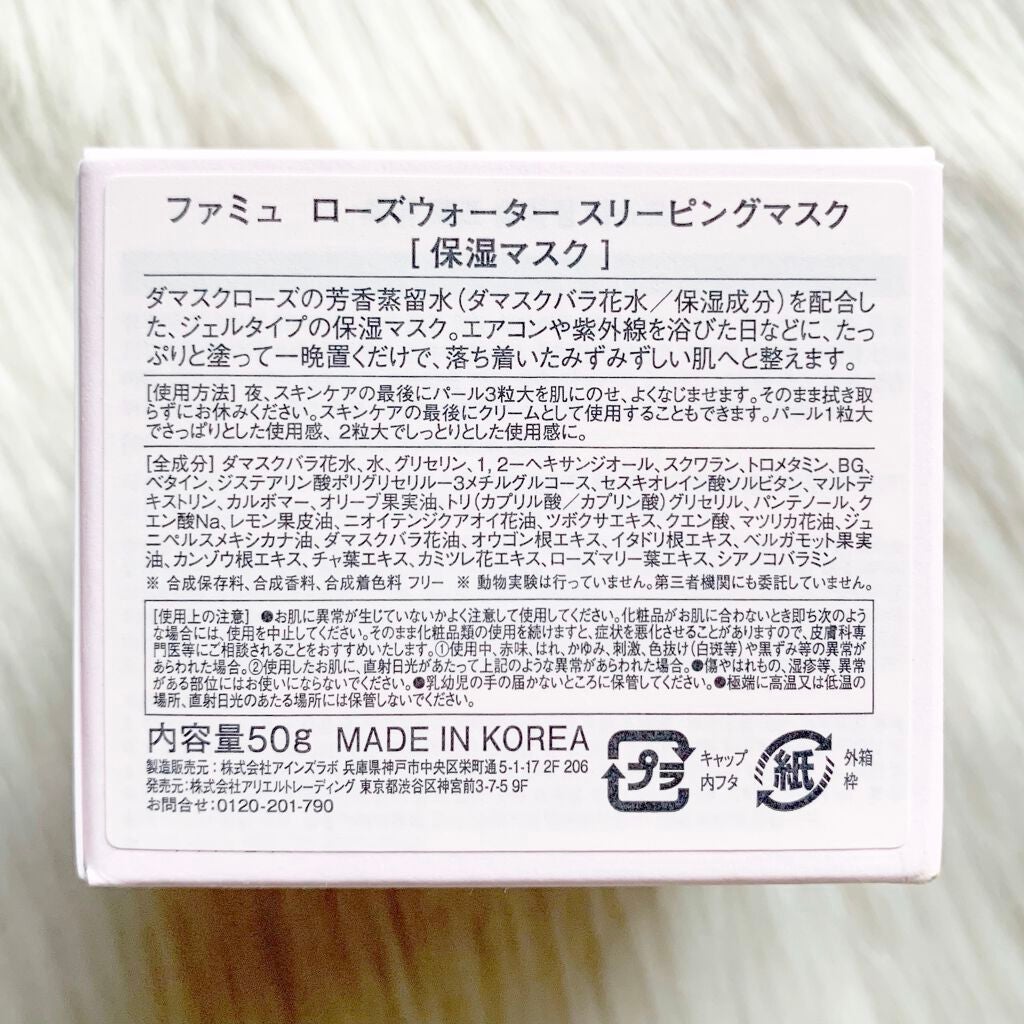 ファミュ ローズウォーター スリーピングマスク
[ 保湿マスク ]
ダマスクローズの芳香蒸留水(ダマスクバラ花水/保湿成分)を配合し
た、ジェルタイプの保湿マスク。エアコンや紫外線を浴びた日などに、たっ
ぷりと塗って一晩置くだけで、落ち着いたみずみずしい肌へと整えます。
[使用方法] 夜、スキンケアの最後にパール3粒大を肌にのせ、よくなじませます。そのまま拭き取
らずにお休みください。スキンケアの最後にクリームとして使用することもできます。パール1粒大
でさっぱりとした使用感、2粒大でしっとりとした使用感に。
[全成分] ダマスクバラ花水、水、グリセリン、1, 2ーヘキサンジオール、スクワラン、トロメタミン、BG、
ベタイン、ジステアリン酸ポリグリセリルー3メチルグルコース、セスキオレイン酸ソルビタン、マルトデ
キストリン、カルボマー、オリーブ果実油、トリ(カプリル酸/カプリン酸)グリセリル、パンテノール、ク
エン酸Na、レモン果皮油、ニオイテンジクアオイ花油、ツボクサエキス、クエン酸、マツリカ花油、ジュ
ニペルスメキシカナ油、ダマスクバラ花油、オウゴン根エキス、イタドリ根エキス、ベルガモット果実
油、カンゾウ根エキス、チャ葉エキス、カミツレ花エキス、ローズマリー葉エキス、シアノコバラミン
※ 合成保存料、合成香料、合成着色料 フリー ※ 動物実験は行っていません。第三者機関にも委託していません。
[使用上の注意] ●お肌に異常が生じていないかよく注意して使用してください。化粧品がお肌に合わないとき即ち次のよう
な場合には、使用を中止してください。そのまま化粧品類の使用を続けますと、症状を悪化させることがありますので、皮膚科専
門医等にご相談されることをおすすめいたします。①使用中、赤味、はれ、かゆみ、刺激、色抜け(白斑等)や黒ずみ等の異常が
あらわれた場合。②使用したお肌に、直射日光があたって上記のような異常があらわれた場合。●傷やはれもの、湿疹等、異常
がある部位にはお使いにならないでください。●乳幼児の手の届かないところに保管してください。●極端に高温又は低温の
場所、直射日光のあたる場所には保管しないでください。
内容量50g MADE IN KOREA
製造販売元:株式会社アインズラボ 兵庫県神戸市中央区栄町通5-1-17 2F 206
発売元:株式会社アリエルトレーディング 東京都渋谷区神宮前3-7-5 9F
お問合せ:0120-201-790
プラ
キャップ
内フタ
紙
外箱
枠